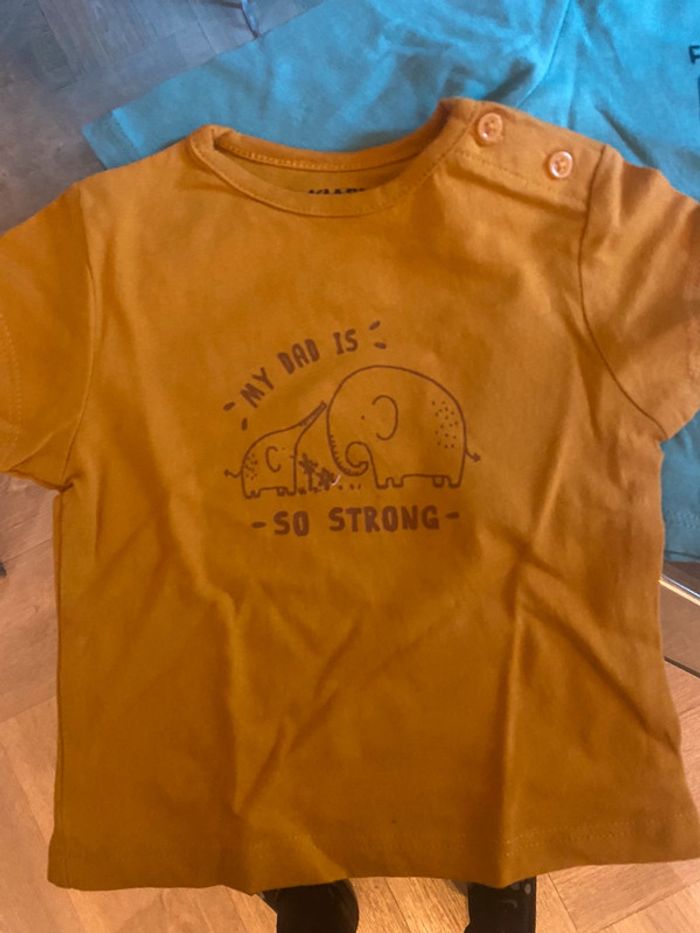 MY DAD IS
- SO STRONG -